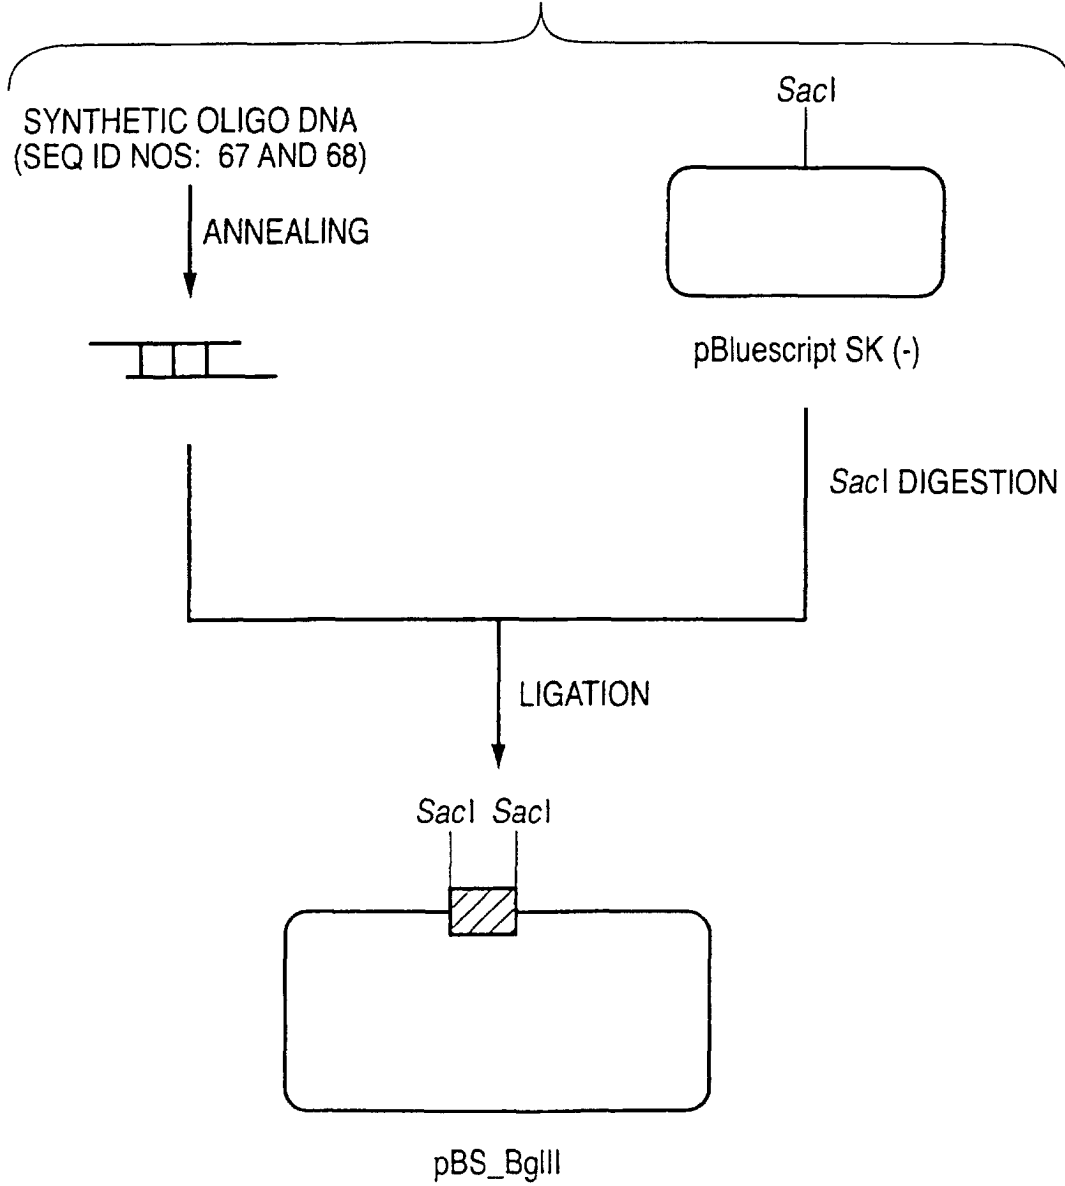 SYNTHETIC OLIGO DNA
(SEQ ID NOS: 67 AND 68)
ANNEALING
SacI
pBluescript SK (-)
SacI DIGESTION
LIGATION
SacI SacI
pBS_BglII